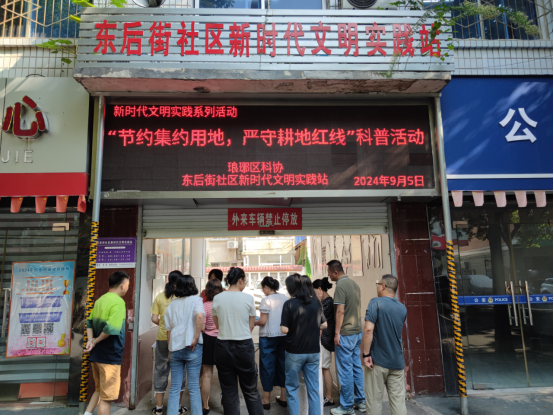 东后街社区新时代文明实践站
新时代文明实践系列活动
“节约集约用地，严守耕地红线”科普活动
琅琊区科协
东后街社区新时代文明实践站
2024年9月5日
外来车辆禁止停放
心
JIE
公
POLICE